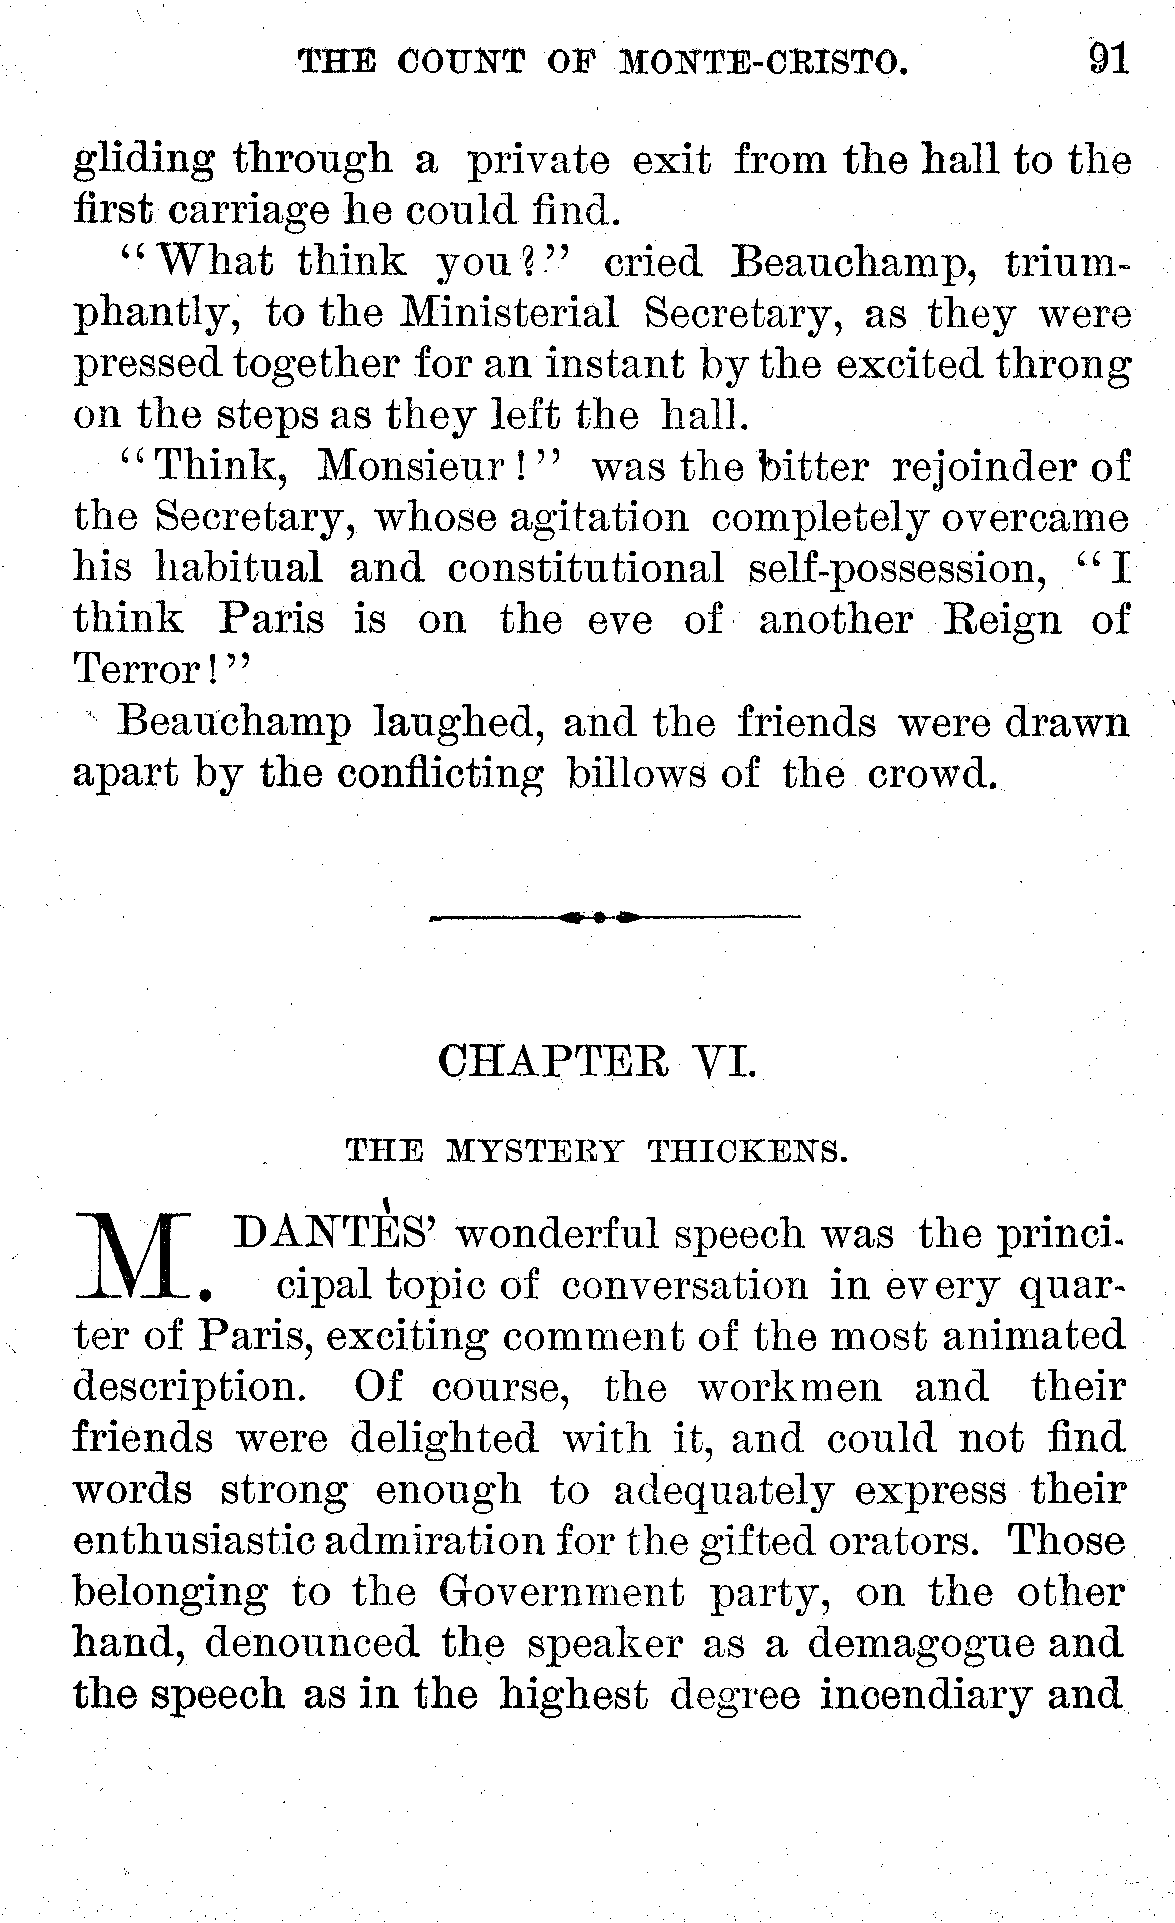 THE COUNT OF MONTE-CRISTO. 91
gliding through a private exit from the hall to the
first carriage he could find.
“What think you?” cried Beauchamp, trium-
phantly, to the Ministerial Secretary, as they were
pressed together for an instant by the excited throng
on the steps as they left the hall.
“Think, Monsieur!” was the bitter rejoinder of
the Secretary, whose agitation completely overcame
his habitual and constitutional self-possession, “I
think Paris is on the eve of another Reign of
Terror!”
Beauchamp laughed, and the friends were drawn
apart by the conflicting billows of the crowd.
CHAPTER VI.
THE MYSTERY THICKENS.
M. DANTÈS’ wonderful speech was the princi-
cipal topic of conversation in every quar-
ter of Paris, exciting comment of the most animated
description. Of course, the workmen and their
friends were delighted with it, and could not find
words strong enough to adequately express their
enthusiastic admiration for the gifted orators. Those
belonging to the Government party, on the other
hand, denounced the speaker as a demagogue and
the speech as in the highest degree incendiary and